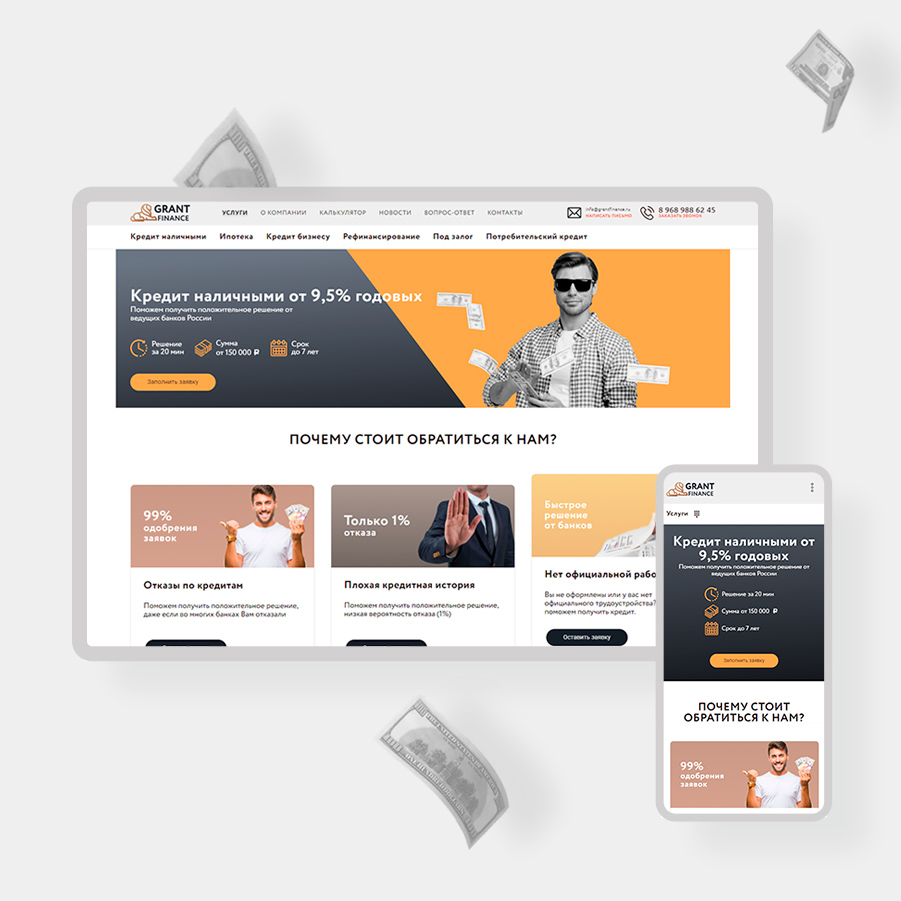 GRANT
FINANCE
УСЛУГИ
О КОМПАНИИ
КАЛЬКУЛЯТОР
НОВОСТИ
ВОПРОС-ОТВЕТ
КОНТАКТЫ
info@grantfinance.ru
НАПИСАТЬ ПИСЬМО
8 968 988 62 45
ЗАКАЗАТЬ ЗВОНОК
Кредит наличными
Ипотека
Кредит бизнесу
Рефинансирование
Под залог
Потребительский кредит
Кредит наличными от 9,5% годовых
Поможем получить положительное решение от
ведущих банков России
Решение
за 20 мин
Сумма
от 150 000 ₽
Срок
до 7 лет
Заполнить заявку
ПОЧЕМУ СТОИТ ОБРАТИТЬСЯ К НАМ?
99%
одобрения
заявок
Отказы по кредитам
Поможем получить положительное решение,
даже если во многих банках Вам отказали
Только 1%
отказа
Плохая кредитная история
Поможем получить положительное решение,
низкая вероятность отказа (1%)
Быстрое
решение
от банков
Нет официальной рабо
Вы не оформлены или у вас нет
официального трудоустройства?
поможем получить кредит.
Оставить заявку
GRANT
FINANCE
Услуги
Кредит наличными от
9,5% годовых
Поможем получить положительное решение от
ведущих банков России
Решение за 20 мин
Сумма от 150 000 ₽
Срок до 7 лет
Заполнить заявку
ПОЧЕМУ СТОИТ
ОБРАТИТЬСЯ К НАМ?
99%
одобрения
заявок